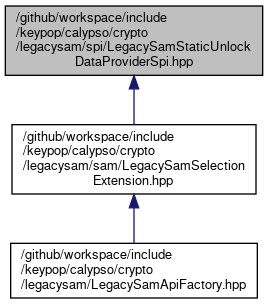 /github/workspace/include
/keypop/calypso/crypto
/legacysam/spi/LegacySamStaticUnlock
DataProviderSpi.hpp
/github/workspace/include
/keypop/calypso/crypto
/legacysam/sam/LegacySamSelection
Extension.hpp
/github/workspace/include
/keypop/calypso/crypto
/legacysam/LegacySamApiFactory.hpp